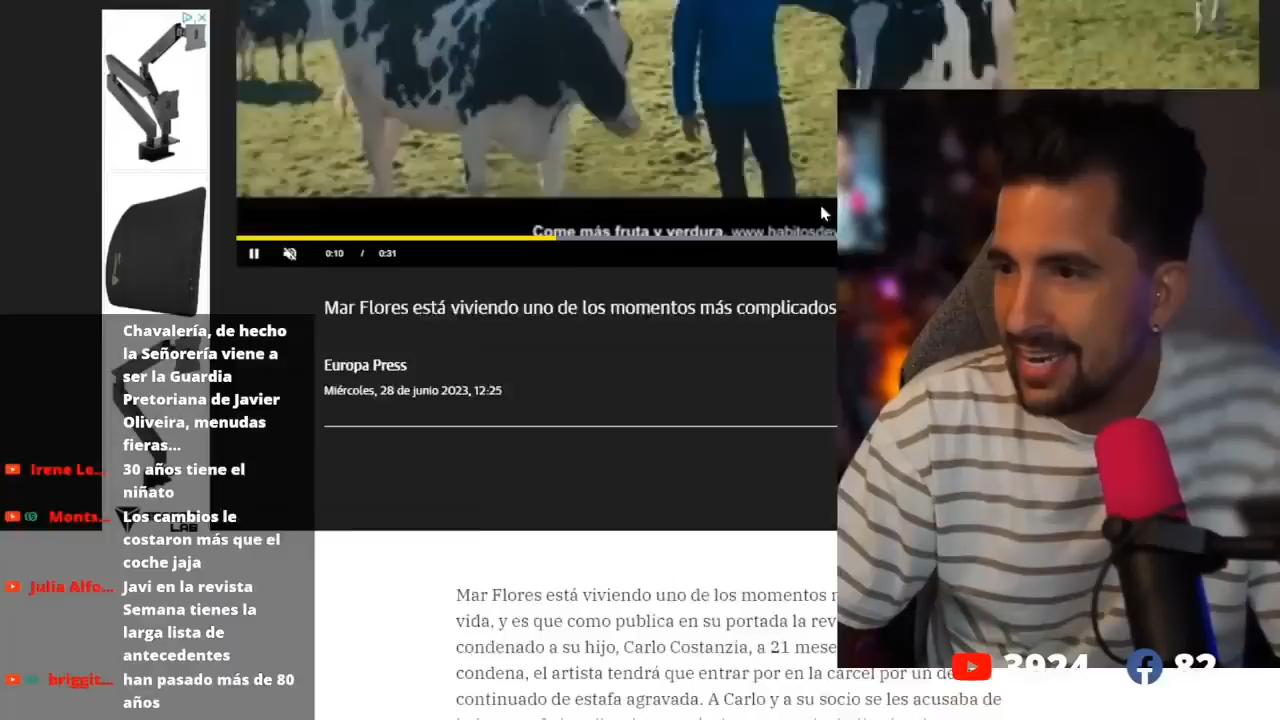 Come más fruta y verdura. www.habitosdev
0:10 / 0:31
Mar Flores está viviendo uno de los momentos más complicados
Europa Press
Miércoles, 28 de junio 2023, 12:25
Chavalería, de hecho
la Señorería viene a
ser la Guardia
Pretoriana de Javier
Oliveira, menudas
fieras...
Irene Le... 30 años tiene el
niñato
Monts... Los cambios le
costaron más que el
coche jaja
Julia Alfo... Javi en la revista
Semana tienes la
larga lista de
antecedentes
briggit... han pasado más de 80
años
LAB
Mar Flores está viviendo uno de los momentos
vida, y es que como publica en su portada la rev
condenado a su hijo, Carlo Costanzia, a 21 mese
condena, el artista tendrá que entrar por en la cárcel por un de
continuado de estafa agravada. A Carlo y a su socio se les acusaba de
3924 82